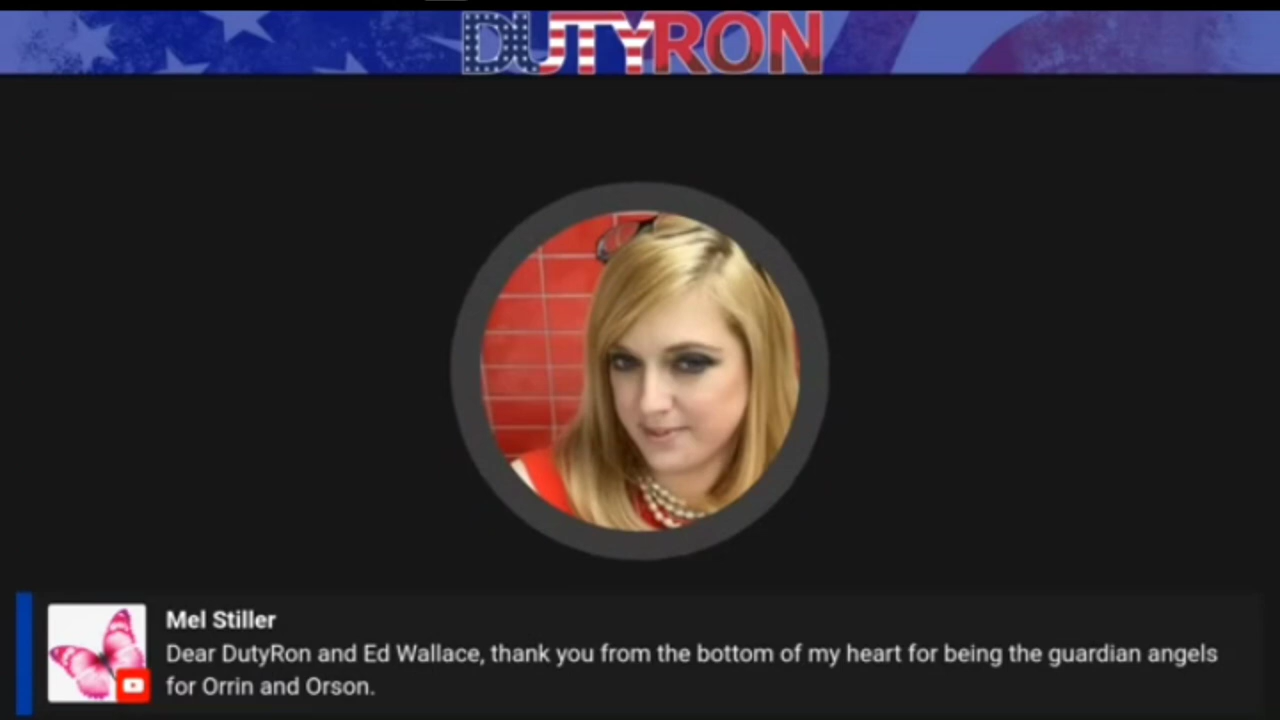 DUTYRON
Mel Stiller
Dear DutyRon and Ed Wallace, thank you from the bottom of my heart for being the guardian angels
for Orrin and Orson.